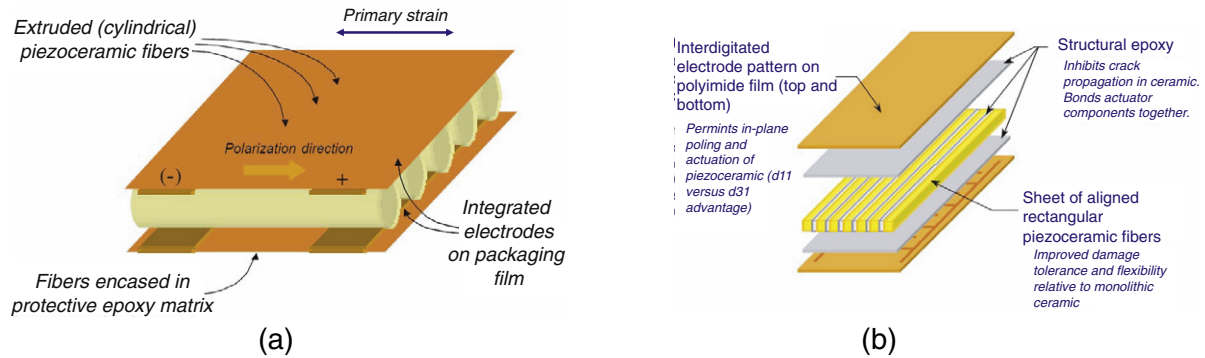 Extruded (cylindrical)
piezoceramic fibers
Primary strain
Polarization direction
(-)
+
Integrated
electrodes
on packaging
film
Fibers encased in
protective epoxy matrix
(a)
Interdigitated
electrode pattern on
polyimide film (top and
bottom)
Permints in-plane
poling and
actuation of
piezoceramic (d11
versus d31
advantage)
Structural epoxy
Inhibits crack
propagation in ceramic.
Bonds actuator
components together.
Sheet of aligned
rectangular
piezoceramic fibers
Improved damage
tolerance and flexibility
relative to monolithic
ceramic
(b)